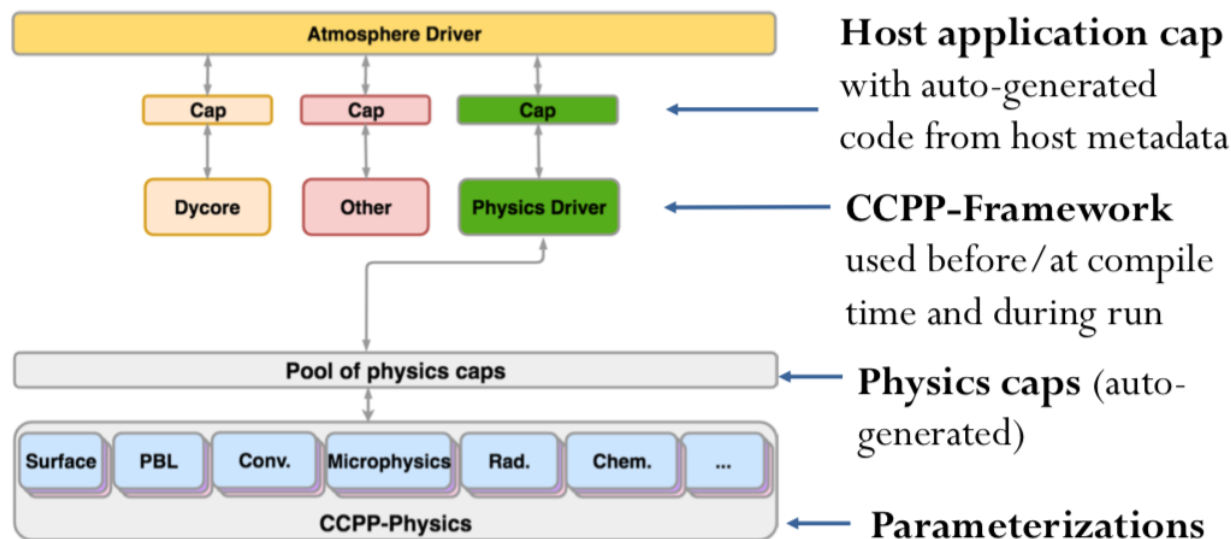 Atmosphere Driver
Cap
Cap
Cap
Dycore
Other
Physics Driver
Pool of physics caps
Surface
PBL
Conv.
Microphysics
Rad.
Chem.
...
CCPP-Physics
Host application cap
with auto-generated
code from host metadata
CCPP-Framework
used before/at compile
time and during run
Physics caps (auto-
generated)
Parameterizations